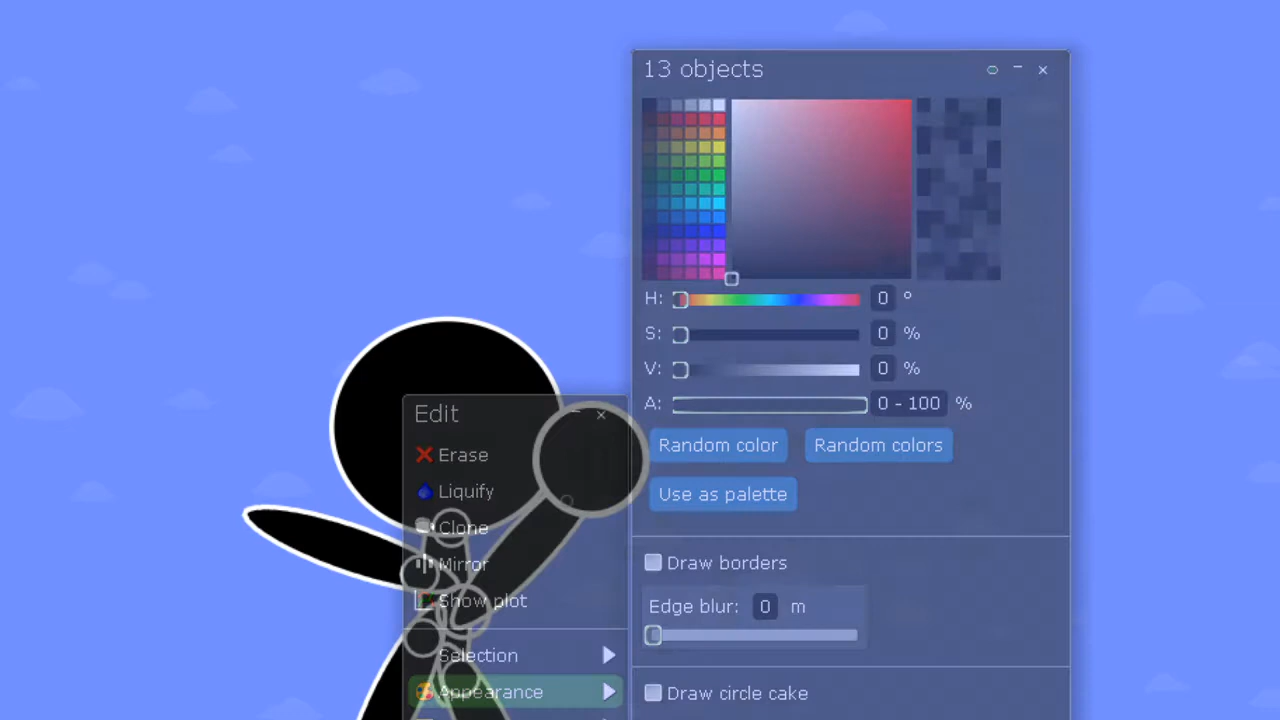 13 objects
H: 0 °
S: 0 %
V: 0 %
A: 0 - 100 %
Random color Random colors
Use as palette
Draw borders
Edge blur: 0 m
Draw circle cake
Edit
Erase
Liquify
Clone
Mirror
Show plot
Selection
Appearance